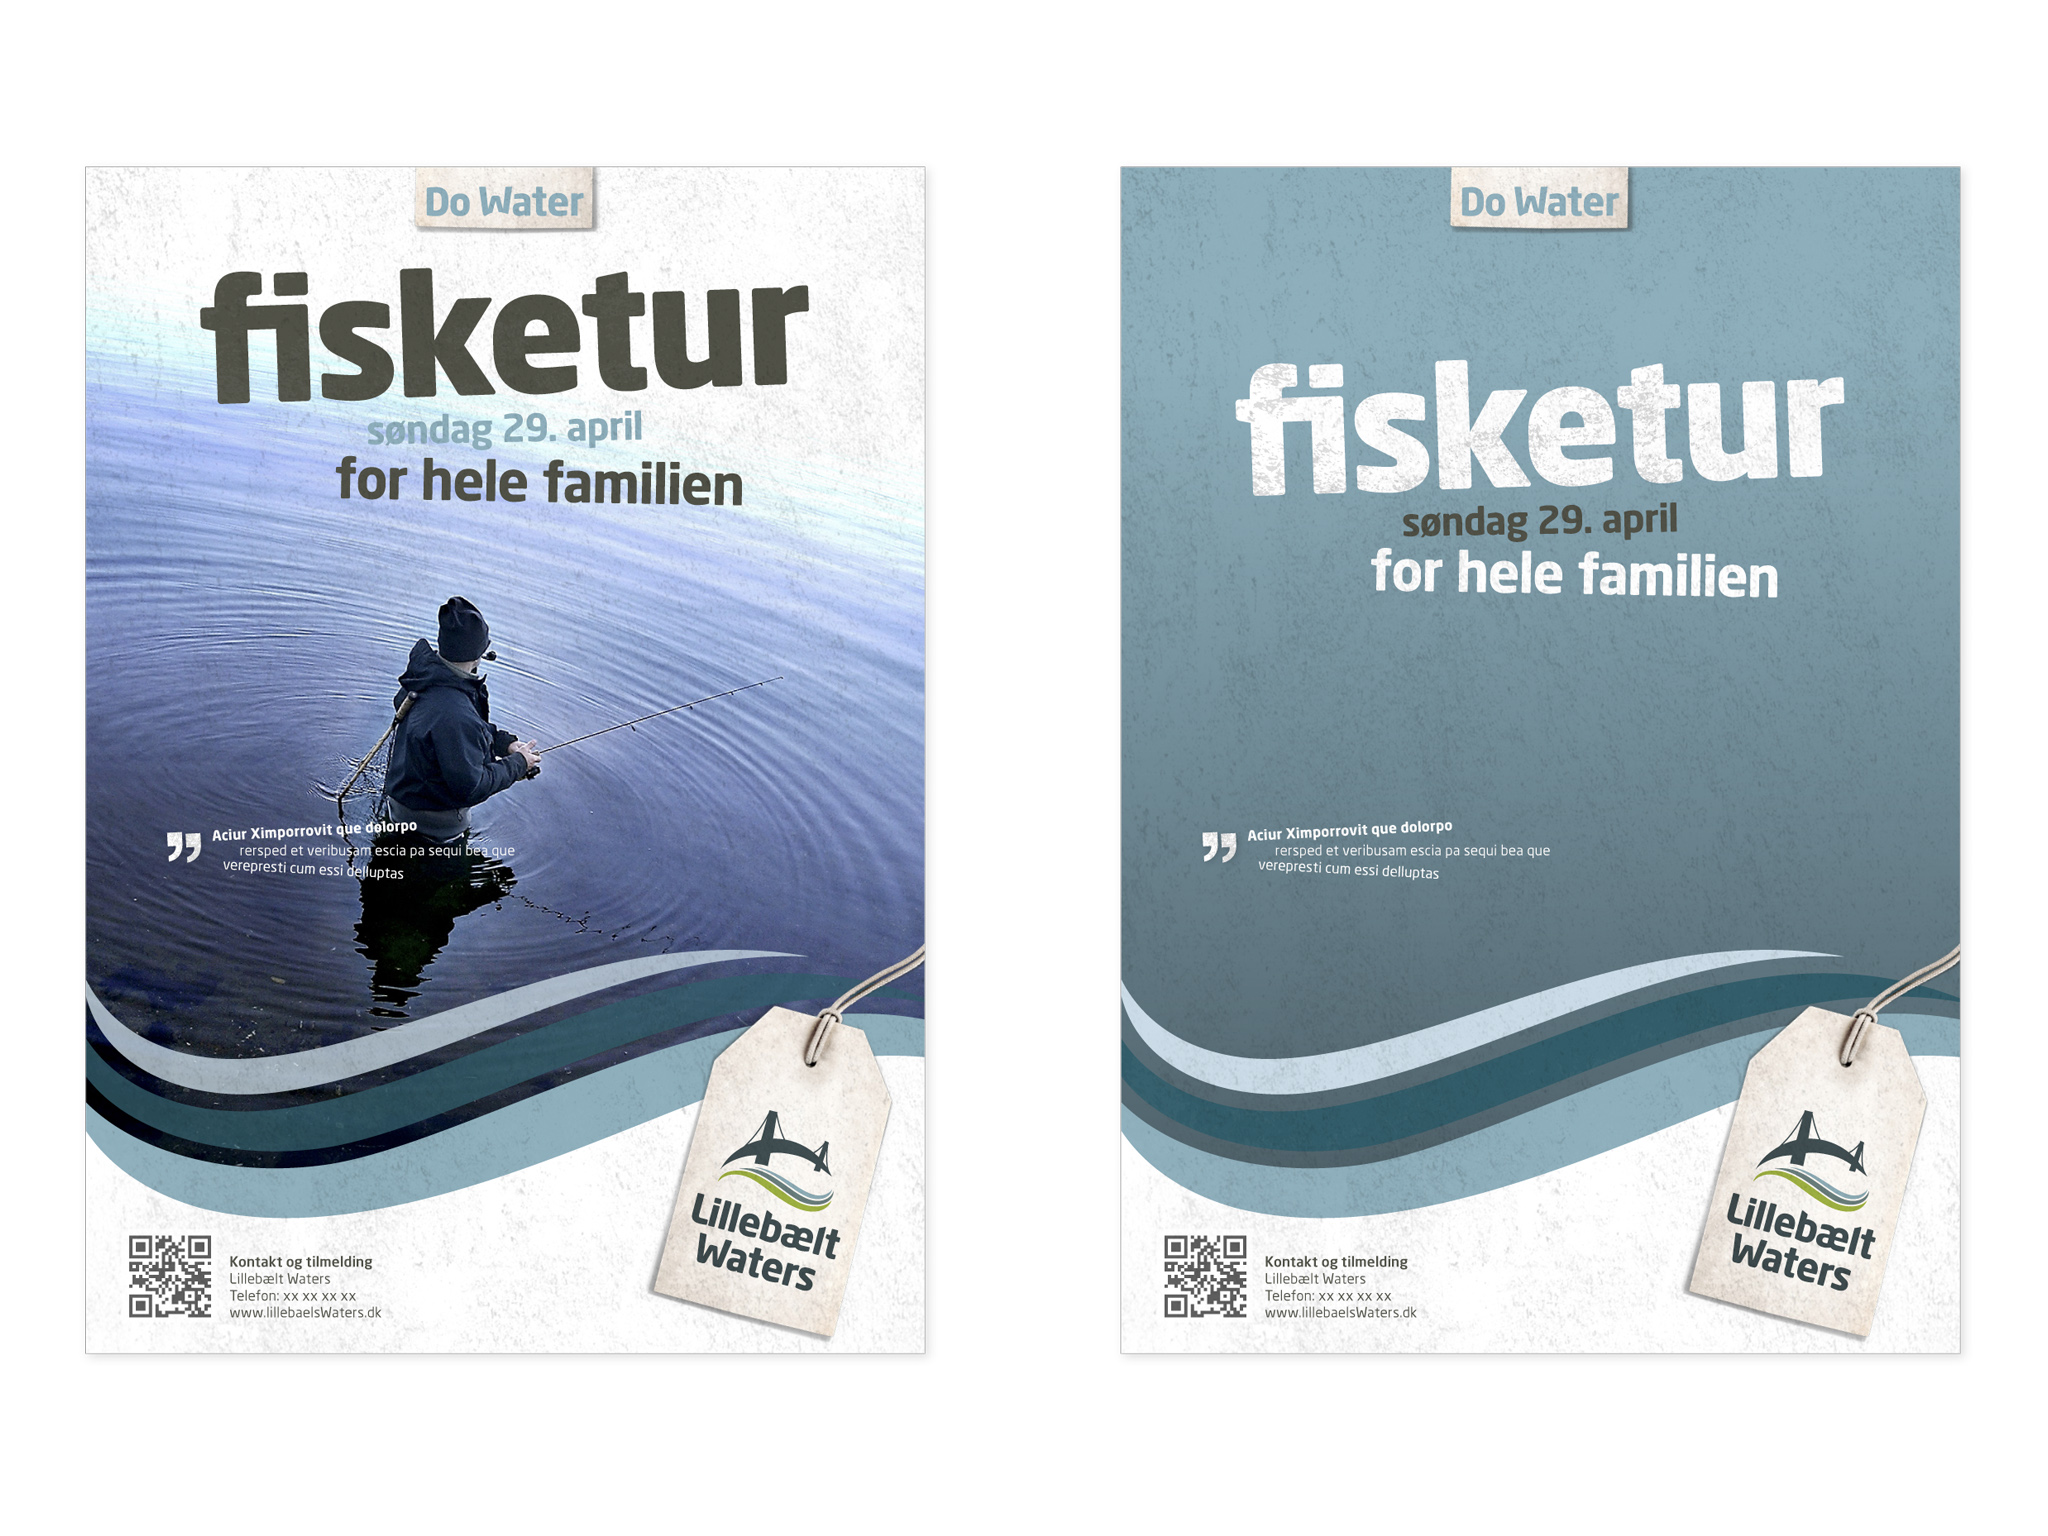 Do Water
fisketur
søndag 29. april
for hele familien
Aciur Ximporrovit que dolorpo
rersped et veribusam escia pa sequi bea que
verepresti cum essi delluptas
Kontakt og tilmelding
Lillebælt Waters
Telefon: xx xx xx xx
www.lillebaelsWaters.dk
Lillebælt
Waters
Do Water
fisketur
søndag 29. april
for hele familien
Aciur Ximporrovit que dolorpo
rersped et veribusam escia pa sequi bea que
verepresti cum essi delluptas
Kontakt og tilmelding
Lillebælt Waters
Telefon: xx xx xx xx
www.lillebaelsWaters.dk
Lillebælt
Waters